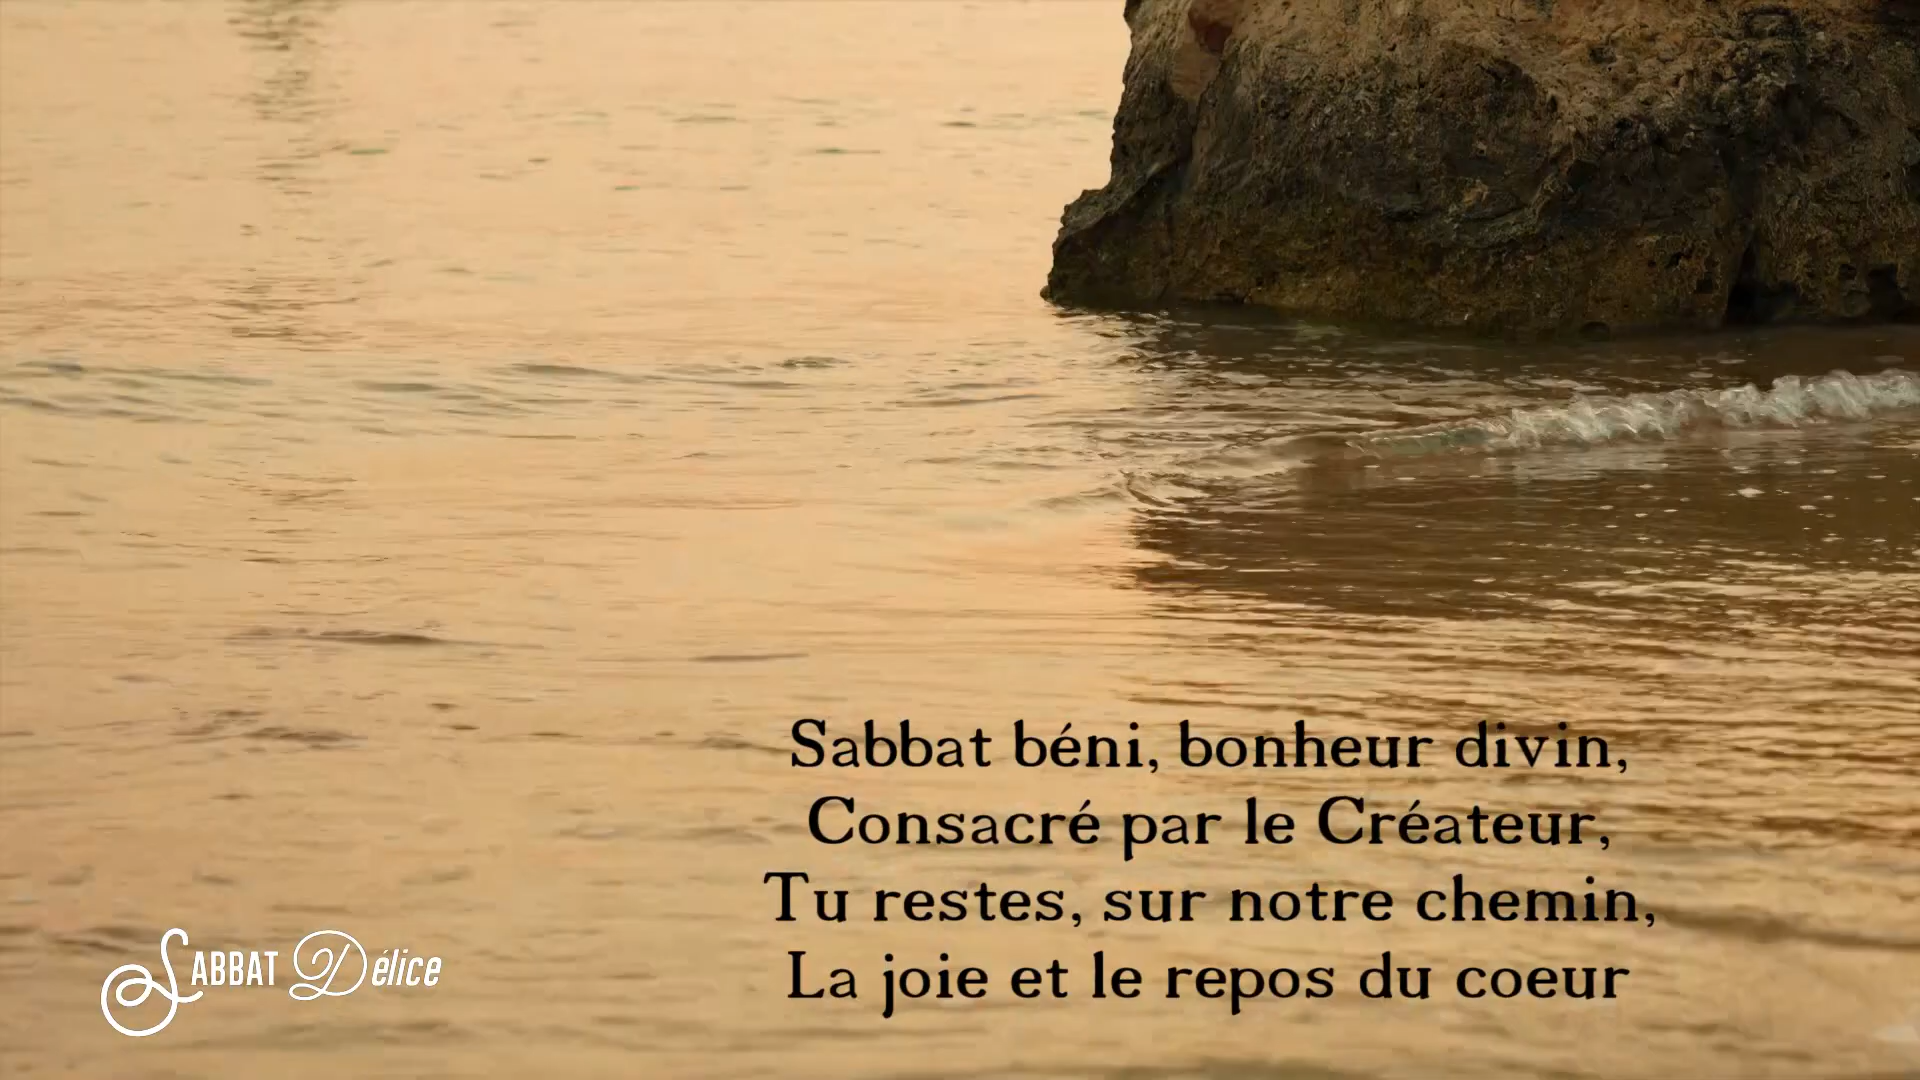 Sabbat béni, bonheur divin,
Consacré par le Créateur,
Tu restes, sur notre chemin,
La joie et le repos du coeur
SABBAT Délice